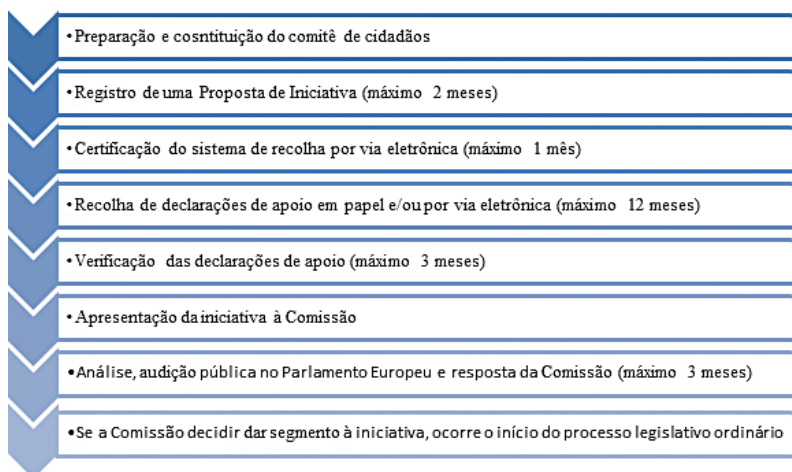 •Preparação e cosntituição do comitê de cidadãos
•Registro de uma Proposta de Iniciativa (máximo 2 meses)
•Certificação do sistema de recolha por via eletrônica (máximo 1 mês)
•Recolha de declarações de apoio em papel e/ou por via eletrônica (máximo 12 meses)
•Verificação das declarações de apoio (máximo 3 meses)
•Apresentação da iniciativa à Comissão
•Análise, audição pública no Parlamento Europeu e resposta da Comissão (máximo 3 meses)
•Se a Comissão decidir dar segmento à iniciativa, ocorre o início do processo legislativo ordinário